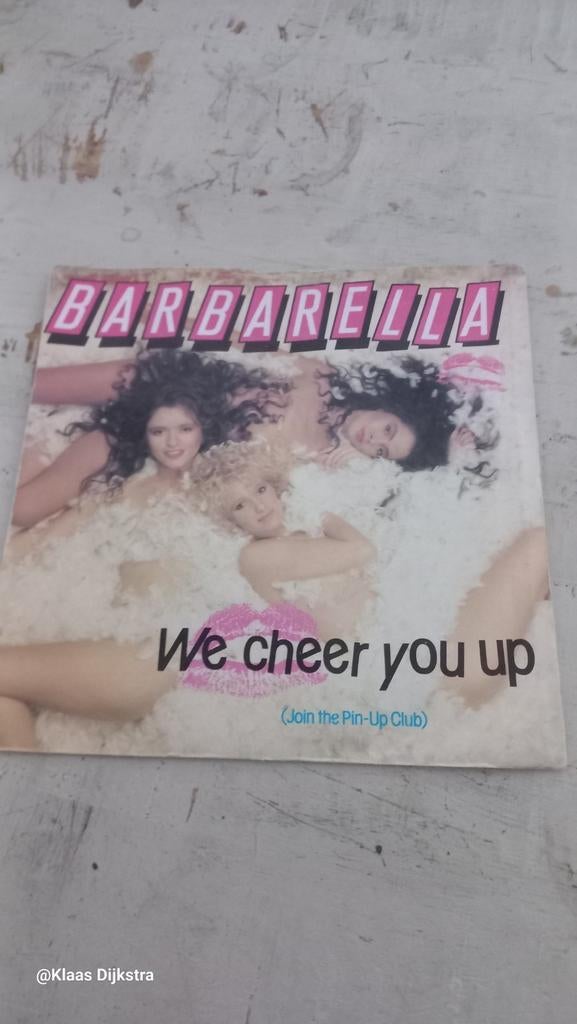 BARBARELLA
We cheer you up
(Join the Pin-Up Club)
@Klaas Dijkstra